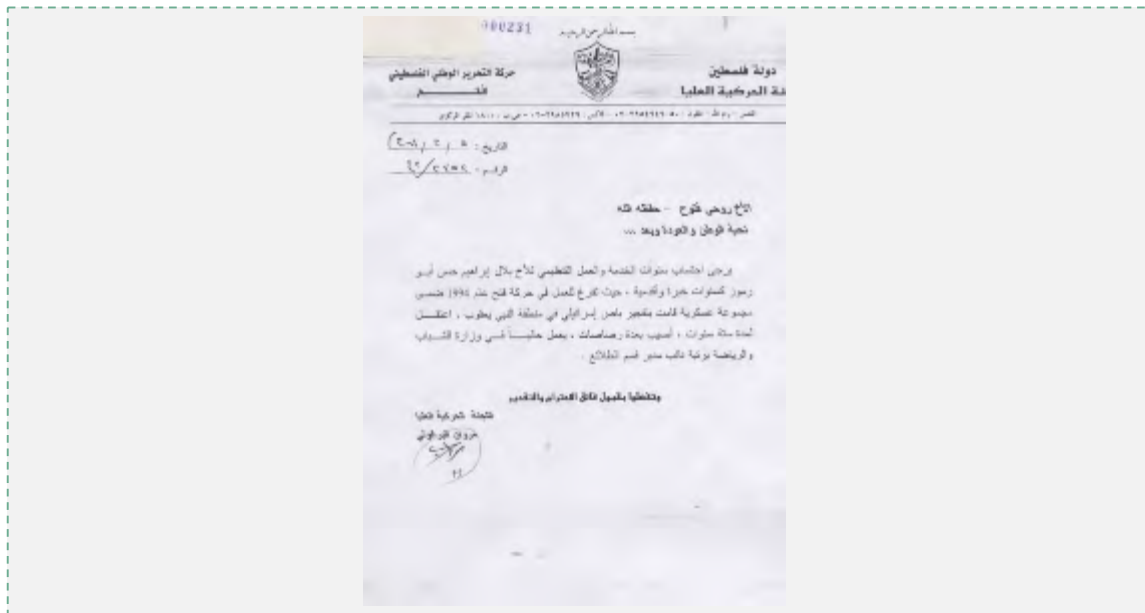 000231
بسم الله الرحمن الرحيم
دولة فلسطين
حركة التحرير الوطني الفلسطيني
نة الحركية العليا
فتح
التاريخ :
الرقم :
الأخ روحي فتوح - حفظه الله
تحية الوطن والعودة وبعد ...
يرجى احتساب سنوات الخدمة والعمل التنظيمي للأخ بلال إبراهيم حسن أبو
رموز كسنوات خبرة وأقدمية ، حيث تفرغ للعمل في حركة فتح عام ضمن
مجموعة عسكرية قامت بتفجير باص إسرائيلي في منطقة النبي يعقوب ، اعتقل
لمدة ستة سنوات ، أصيب بعدة رصاصات ، يعمل حالياً في وزارة الشباب
والرياضة برتبة نائب مدير قسم الطلائع .
وتفضلوا بقبول فائق الاحترام والتقدير
اللجنة الحركية العليا
مروان البرغوثي